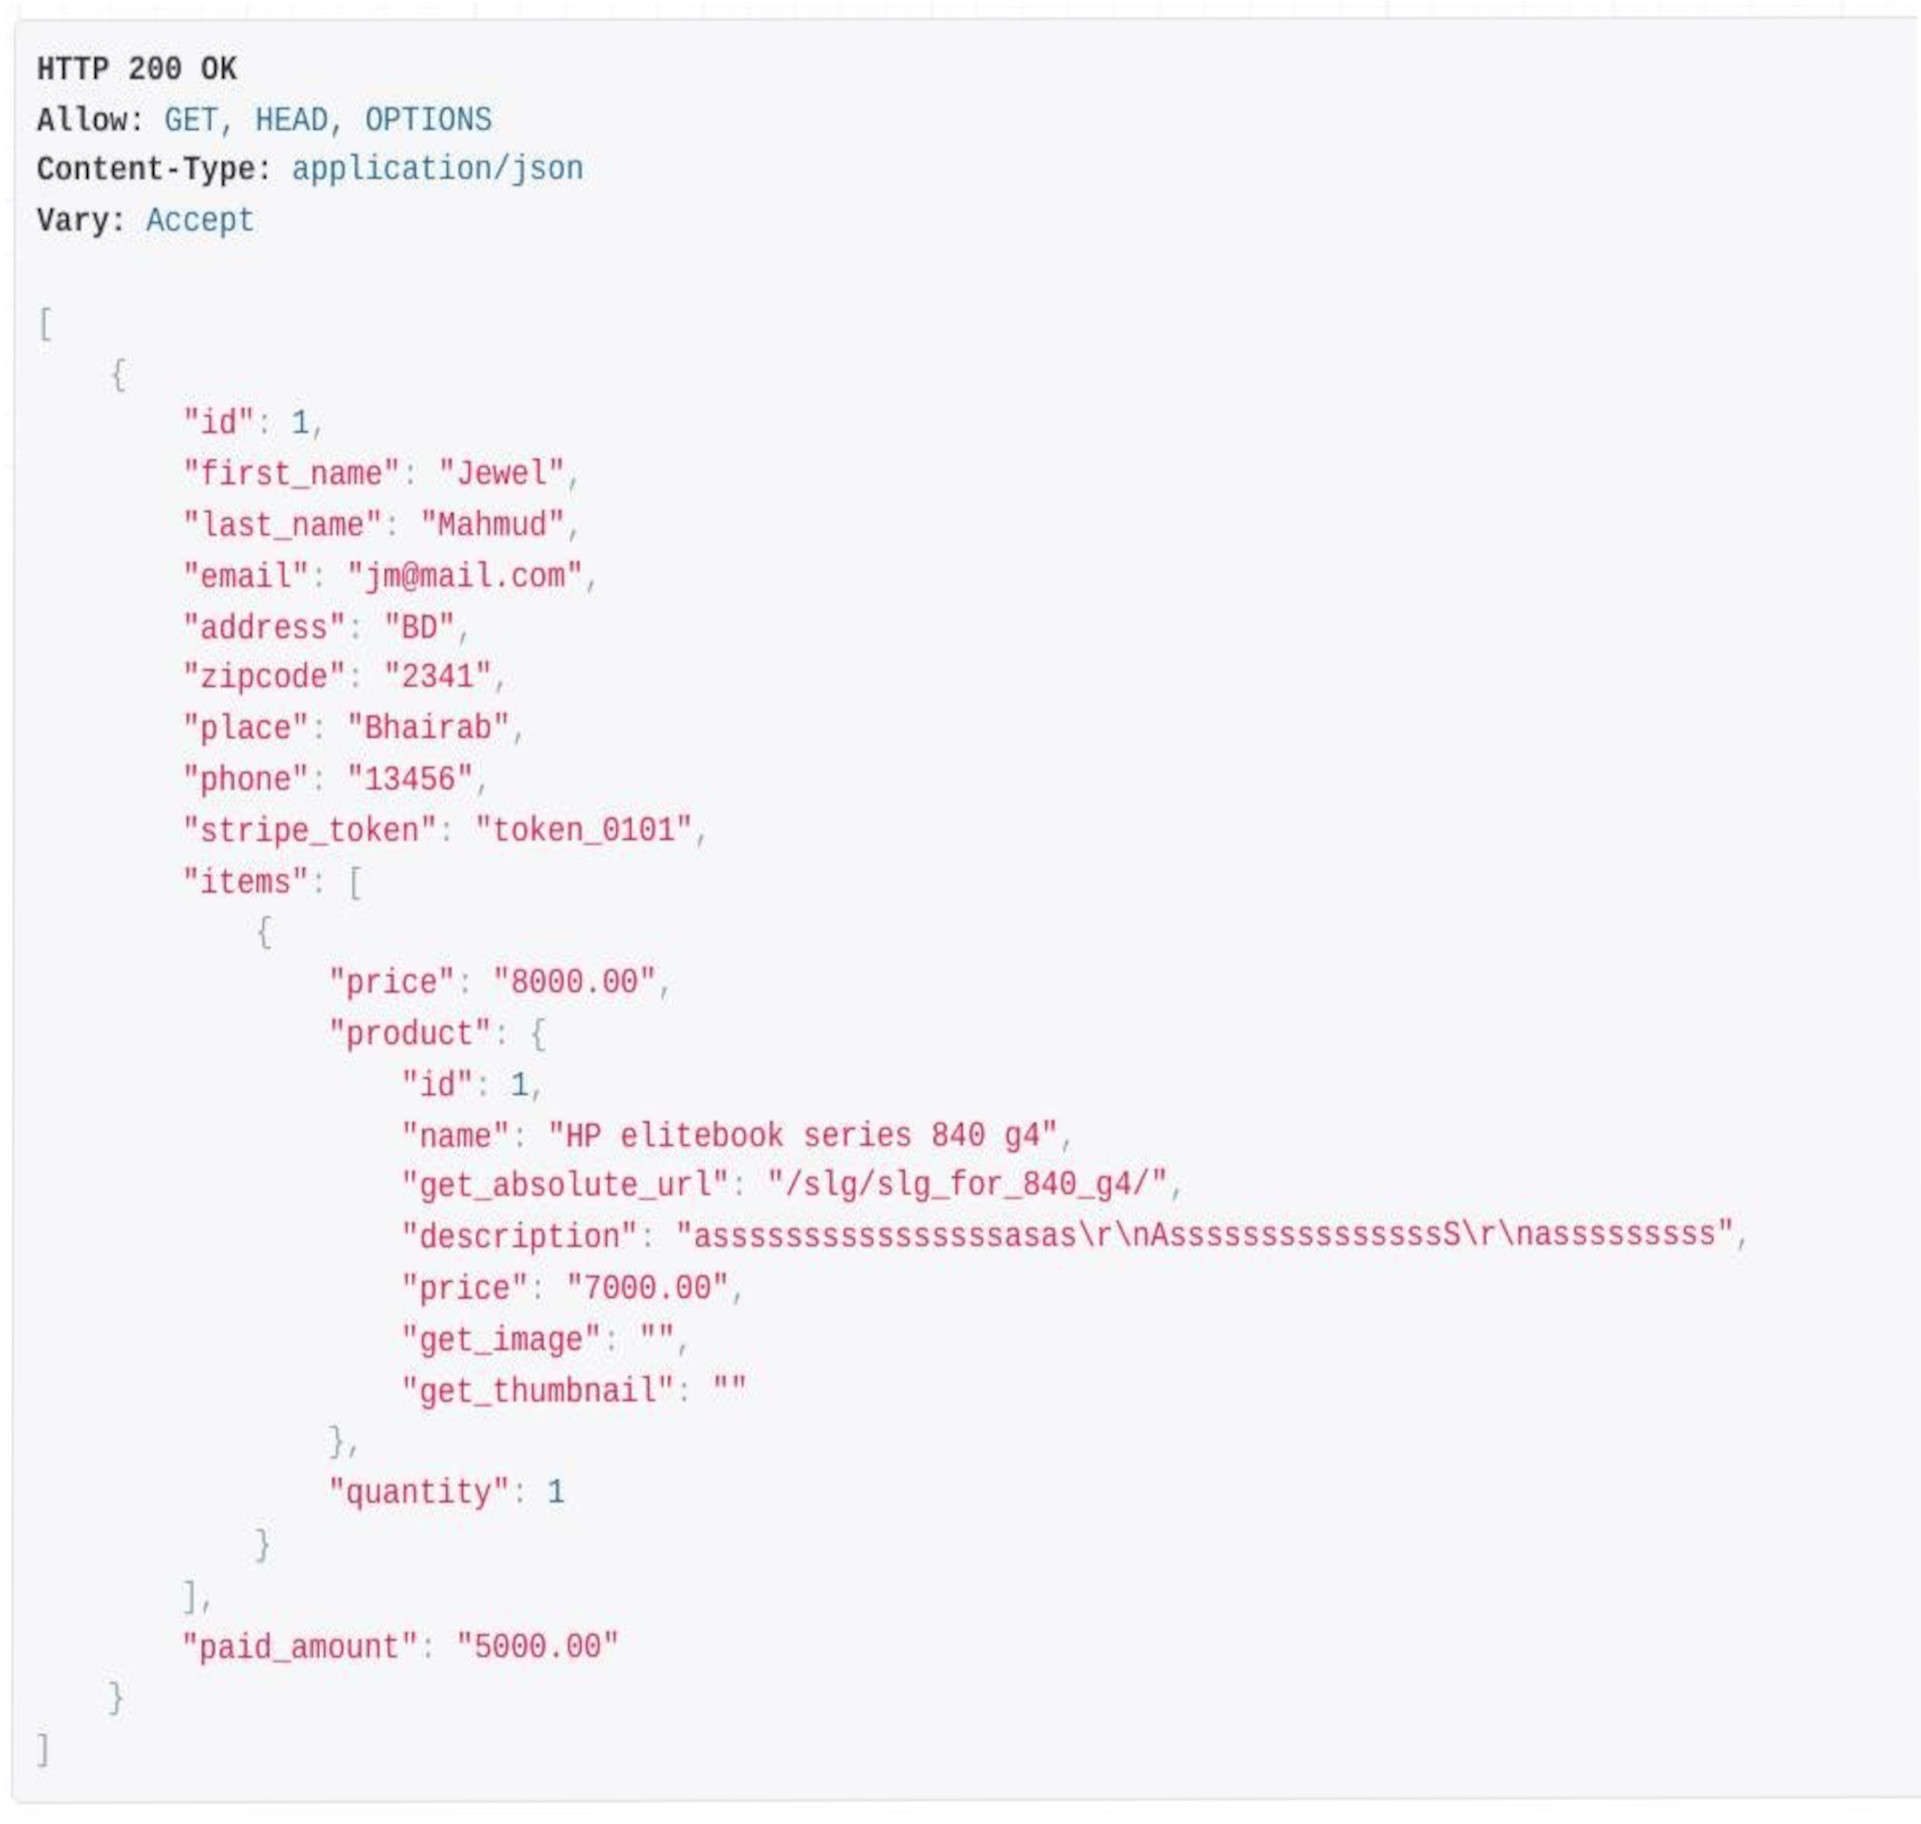 HTTP 200 OK
Allow: GET, HEAD, OPTIONS
Content-Type: application/json
Vary: Accept
[
    {
        "id": 1,
        "first_name": "Jewel",
        "last_name": "Mahmud",
        "email": "jm@mail.com",
        "address": "BD",
        "zipcode": "2341",
        "place": "Bhairab",
        "phone": "13456",
        "stripe_token": "token_0101",
        "items": [
            {
                "price": "8000.00",
                "product": {
                    "id": 1,
                    "name": "HP elitebook series 840 g4",
                    "get_absolute_url": "/slg/slg_for_840_g4/",
                    "description": "assssssssssssssssasas\r\nAsssssssssssssssS\r\nasssssssss",
                    "price": "7000.00",
                    "get_image": "",
                    "get_thumbnail": ""
                },
                "quantity": 1
            }
        ],
        "paid_amount": "5000.00"
    }
]